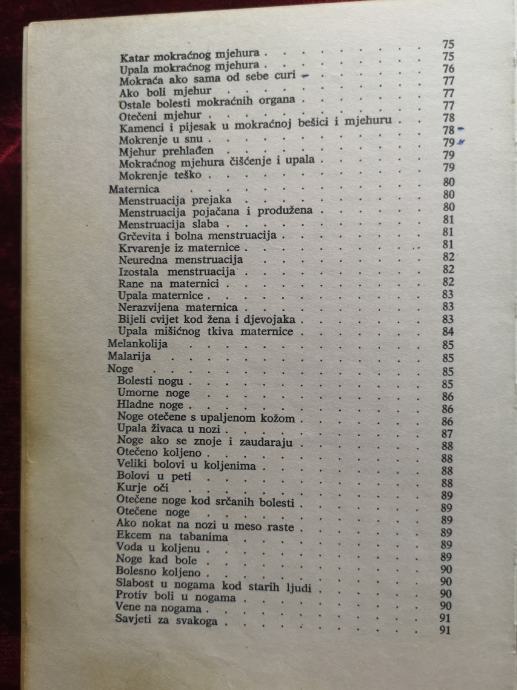 Katar mokraćnog mjehura . . . . . . . . 75
Upala mokraćnog mjehura . . . . . . . . 75
Mokraća ako sama od sebe curi . . . . . . 76
Ako boli mjehur . . . . . . . . . . 77
Ostale bolesti mokraćnih organa . . . . . . 77
Otečeni mjehur . . . . . . . . . . 77
Kamenci i pijesak u mokraćnoj bešici i mjehuru . . 78
Mokrenje u snu . . . . . . . . . . 78
Mjehur prehlađen . . . . . . . . . . 79
Mokraćnog mjehura čišćenje i upala . . . . . 79
Mokrenje teško . . . . . . . . . . 79
Maternica . . . . . . . . . . . 80
Menstruacija prejaka . . . . . . . . . 80
Menstruacija pojačana i produžena . . . . . 80
Menstruacija slaba . . . . . . . . . 81
Grčevita i bolna menstruacija . . . . . . . 81
Krvarenje iz maternice . . . . . . . . . 81
Neuredna menstruacija . . . . . . . . 82
Izostala menstruacija . . . . . . . . 82
Rane na maternici . . . . . . . . . 82
Upala maternice . . . . . . . . . . 83
Nerazvijena maternica . . . . . . . . . 83
Bijeli cvijet kod žena i djevojaka . . . . . . 83
Upala mišićnog tkiva maternice . . . . . . 84
Melankolija . . . . . . . . . . . 85
Malarija . . . . . . . . . . . 85
Noge . . . . . . . . . . . . 85
Bolesti nogu . . . . . . . . . . . 85
Umorne noge . . . . . . . . . . 86
Hladne noge . . . . . . . . . . . 86
Noge otečene s upaljenom kožom . . . . . . 86
Upala živaca u nozi . . . . . . . . . 87
Noge ako se znoje i zaudaraju . . . . . . 88
Otečeno koljeno . . . . . . . . . . 88
Veliki bolovi u koljenima . . . . . . . . 88
Bolovi u peti . . . . . . . . . . 88
Kurje oči . . . . . . . . . . . 89
Otečene noge kod srčanih bolesti . . . . . . 89
Otečene noge . . . . . . . . . . 89
Ako nokat na nozi u meso raste . . . . . . 89
Ekcem na tabanima . . . . . . . . . 89
Voda u koljenu . . . . . . . . . . 89
Noge kad bole . . . . . . . . . . 90
Bolesno koljeno . . . . . . . . . . 90
Slabost u nogama kod starih ljudi . . . . . 90
Protiv boli u nogama . . . . . . . . . 90
Vene na nogama . . . . . . . . . . 91
Savjeti za svakoga . . . . . . . . . 91